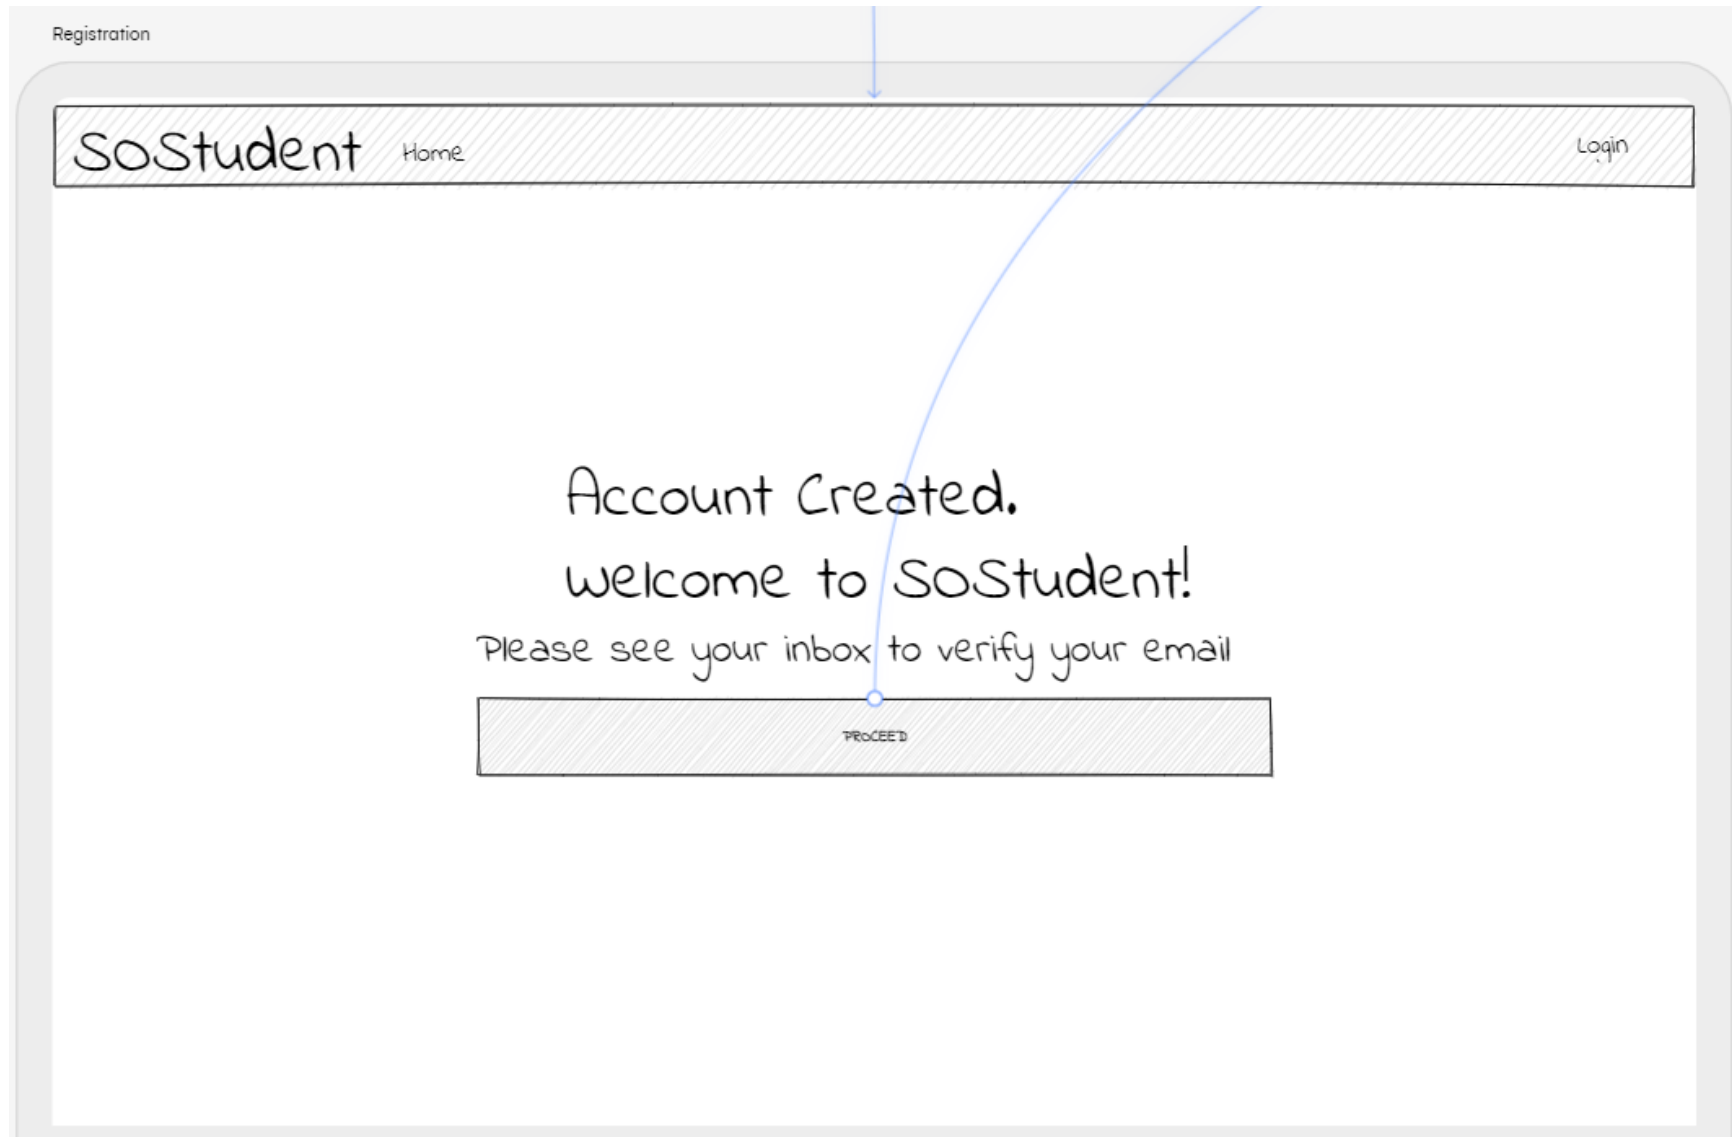 Registration
SOStudent Home Login
Account Created.
Welcome to SOStudent!
Please see your inbox to verify your email
PROCEED